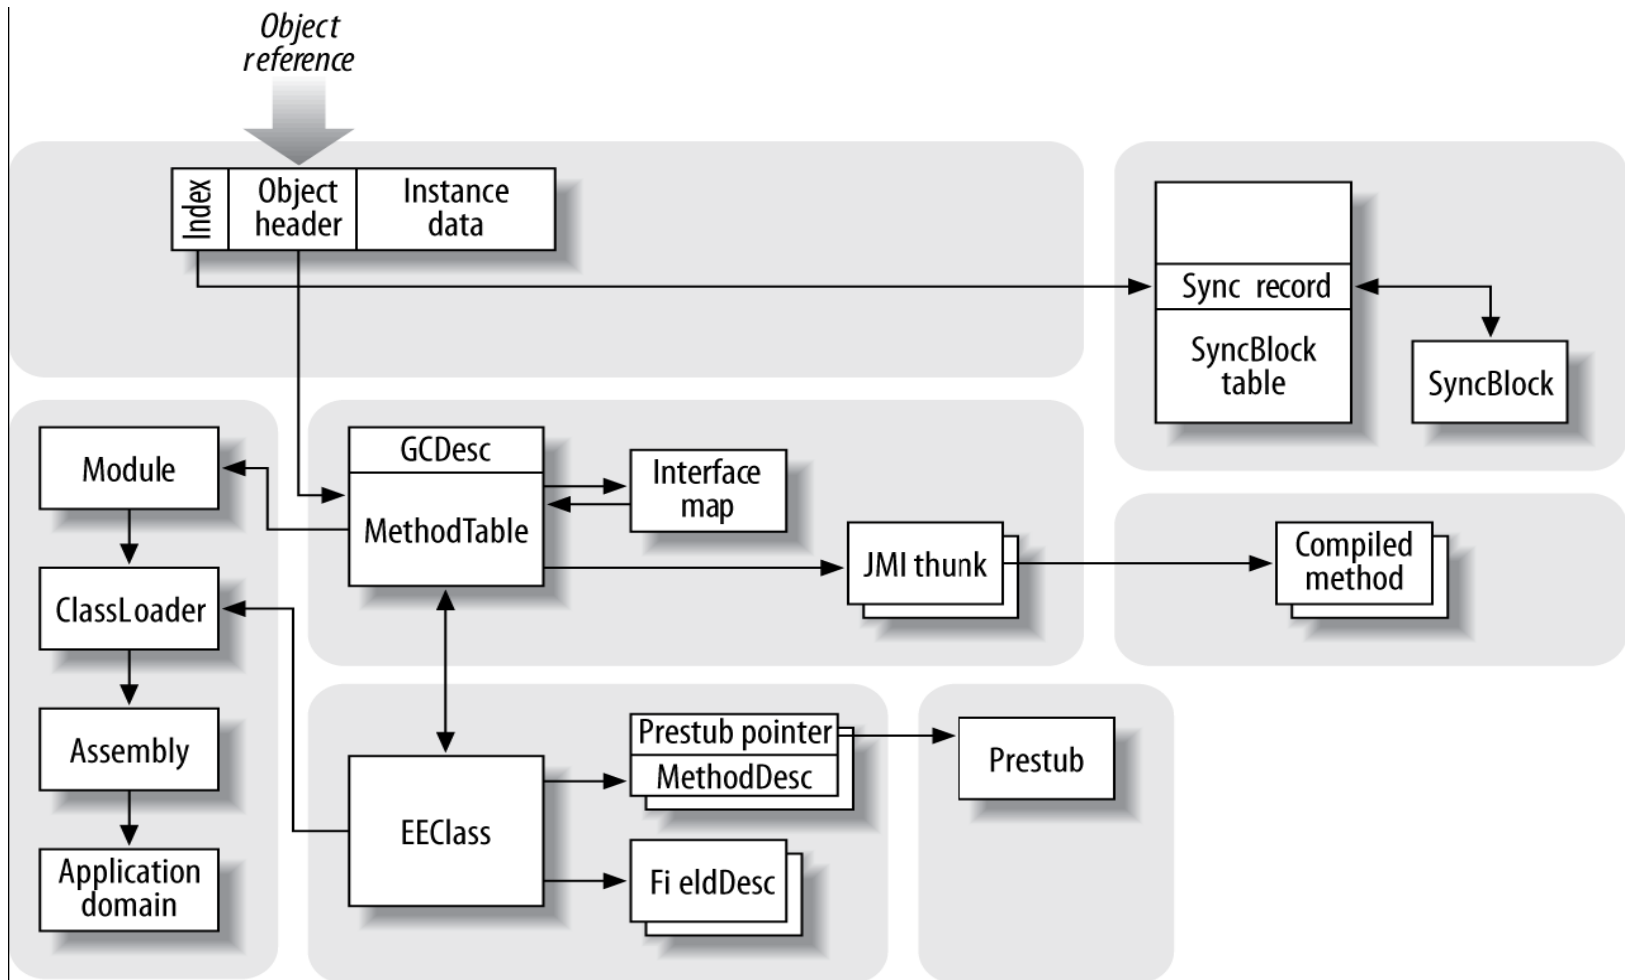 Object
reference
Index
Object
header
Instance
data
Sync record
SyncBlock
table
SyncBlock
Module
GCDesc
MethodTable
Interface
map
JMI thunk
Compiled
method
ClassLoader
Assembly
Application
domain
EEClass
Prestub pointer
MethodDesc
Fi eldDesc
Prestub